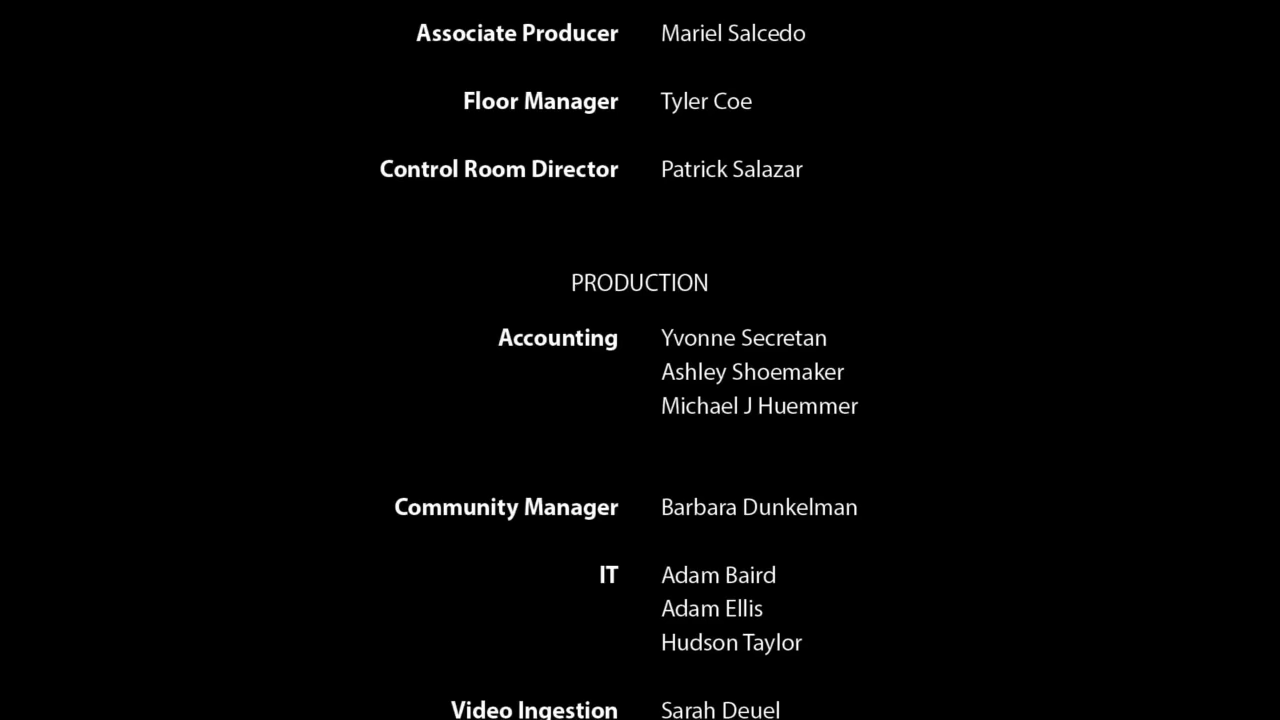 Associate Producer Mariel Salcedo
Floor Manager Tyler Coe
Control Room Director Patrick Salazar
PRODUCTION
Accounting Yvonne Secretan
Ashley Shoemaker
Michael J Huemmer
Community Manager Barbara Dunkelman
IT Adam Baird
Adam Ellis
Hudson Taylor
Video Ingestion Sarah Deuel